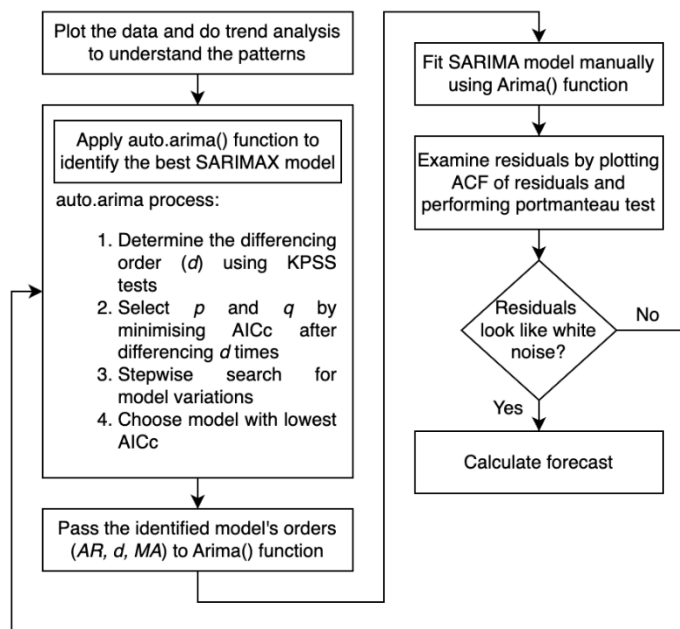 Plot the data and do trend analysis
to understand the patterns
Apply auto.arima() function to
identify the best SARIMAX model
auto.arima process:
1. Determine the differencing
order (d) using KPSS
tests
2. Select p and q by
minimising AICc after
differencing d times
3. Stepwise search for
model variations
4. Choose model with lowest
AICc
Pass the identified model's orders
(AR, d, MA) to Arima() function
Fit SARIMA model manually
using Arima() function
Examine residuals by plotting
ACF of residuals and
performing portmanteau test
Residuals
look like white
noise?
No
Yes
Calculate forecast